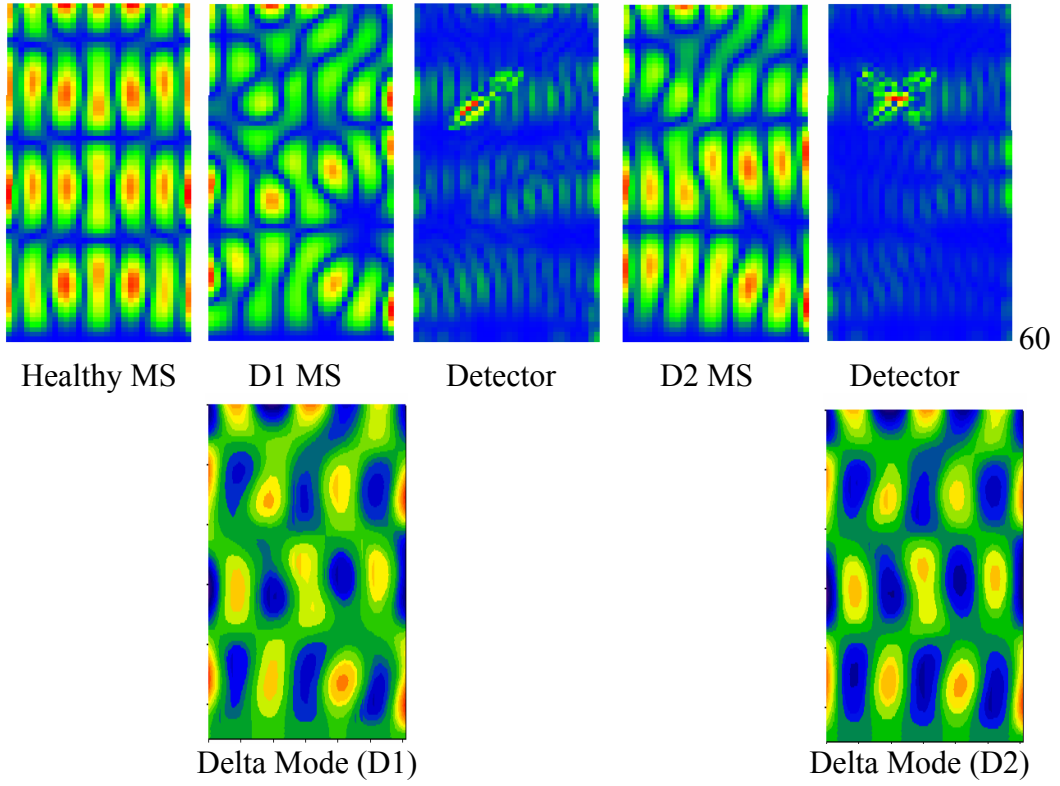 60
Healthy MS D1 MS Detector D2 MS Detector
Delta Mode (D1) Delta Mode (D2)